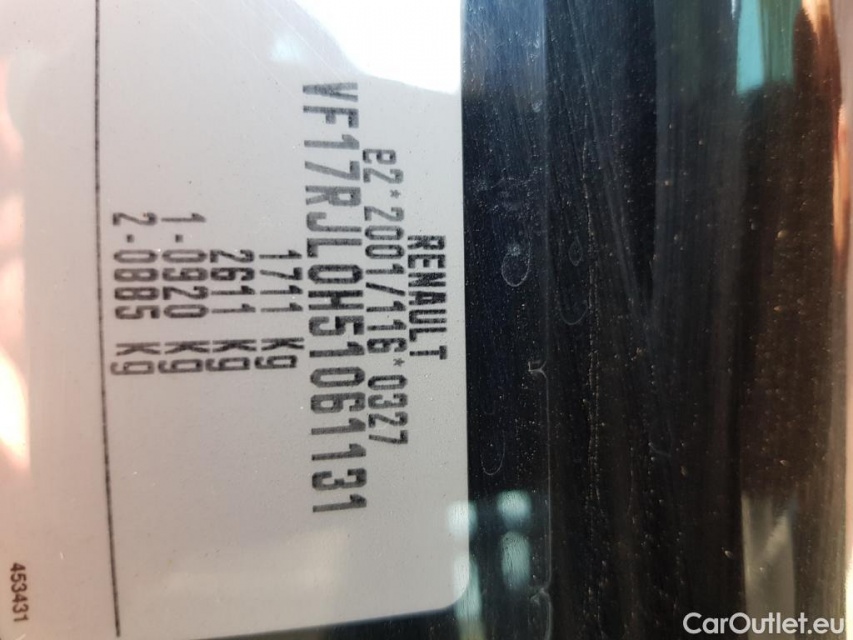 RENAULT
e2*2001/116*0327
VF17RJL0H51061131
1711 kg
2611 kg
1-0920 kg
2-0885 kg
453431
CarOutlet.eu